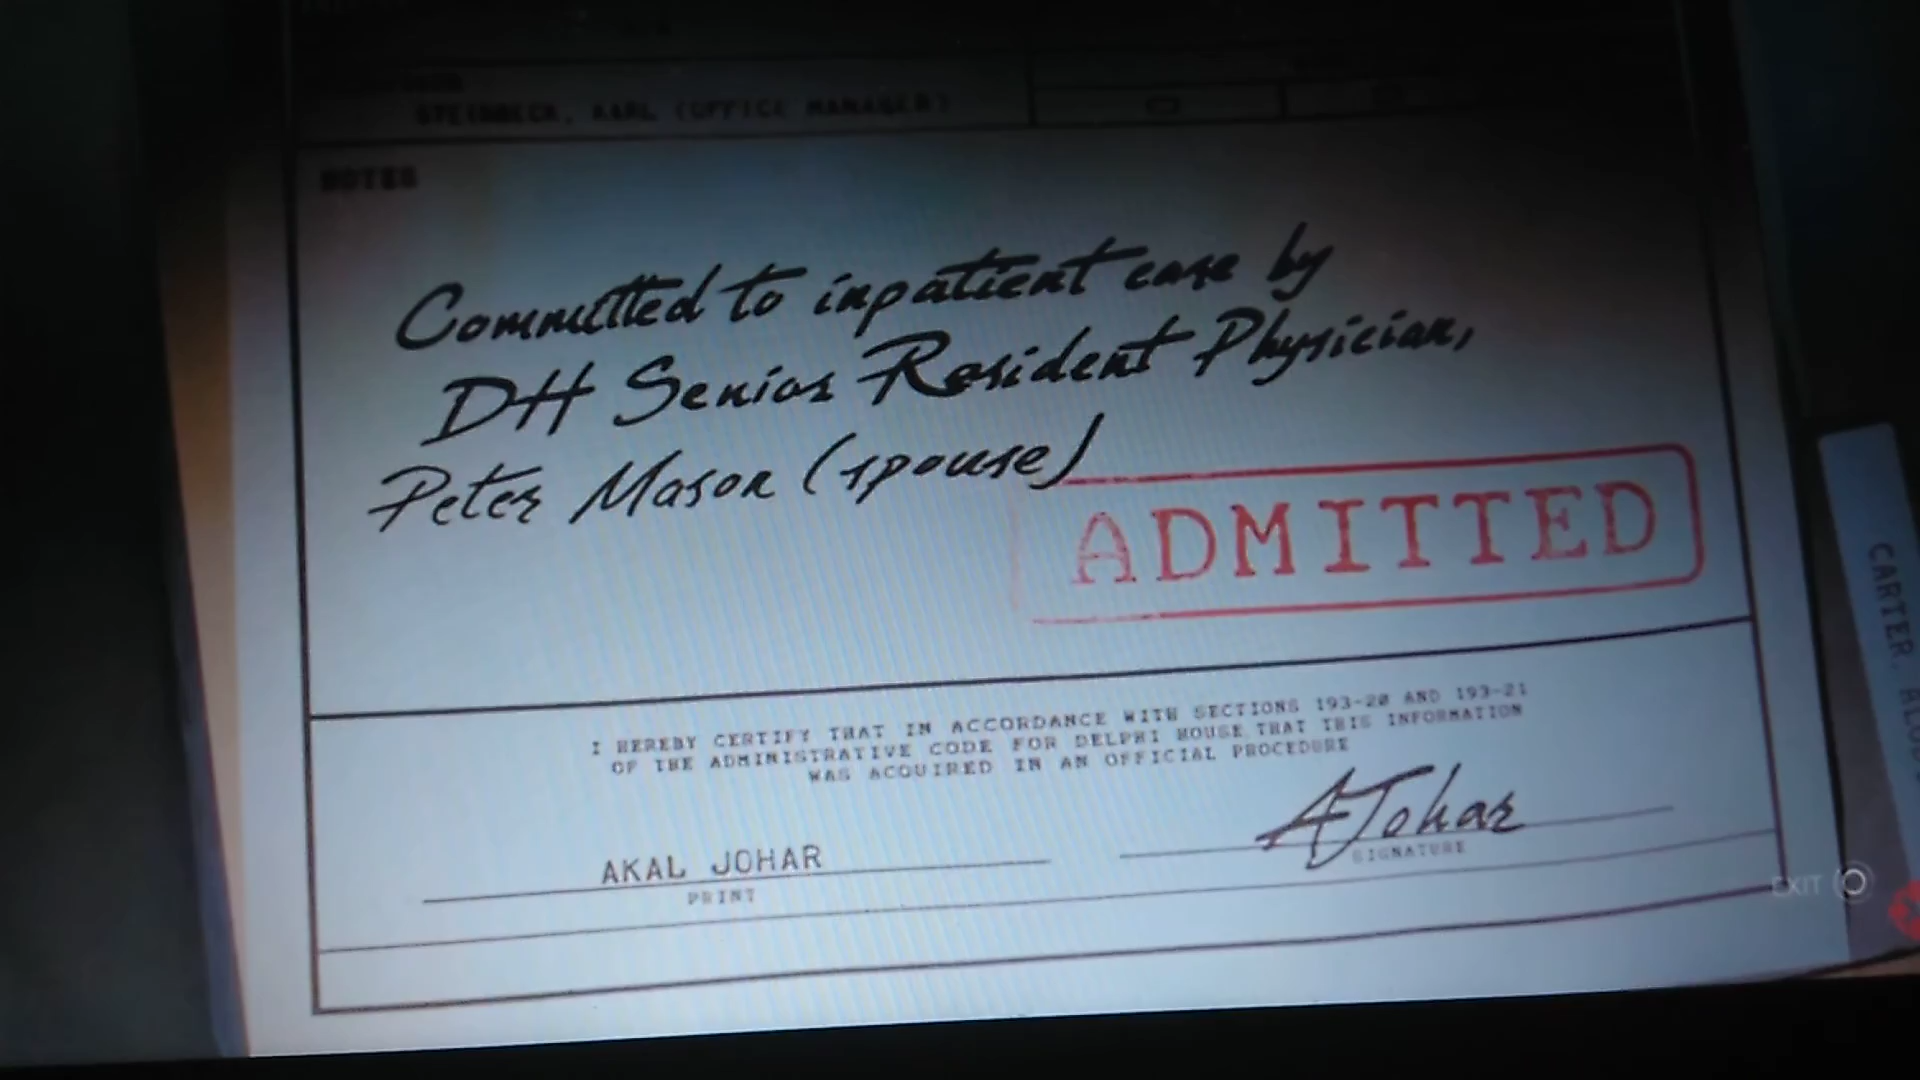 STEINBECK, KARL (OFFICE MANAGER)
NOTES
Committed to inpatient care by
DH Senior Resident Physician,
Peter Mason (spouse)
ADMITTED
I HEREBY CERTIFY THAT IN ACCORDANCE WITH SECTIONS 193-20 AND 193-21
OF THE ADMINISTRATIVE CODE FOR DELPHI HOUSE THAT THIS INFORMATION
WAS ACQUIRED IN AN OFFICIAL PROCEDURE
AKAL JOHAR
PRINT
AJohar
SIGNATURE
EXIT
CARTER,